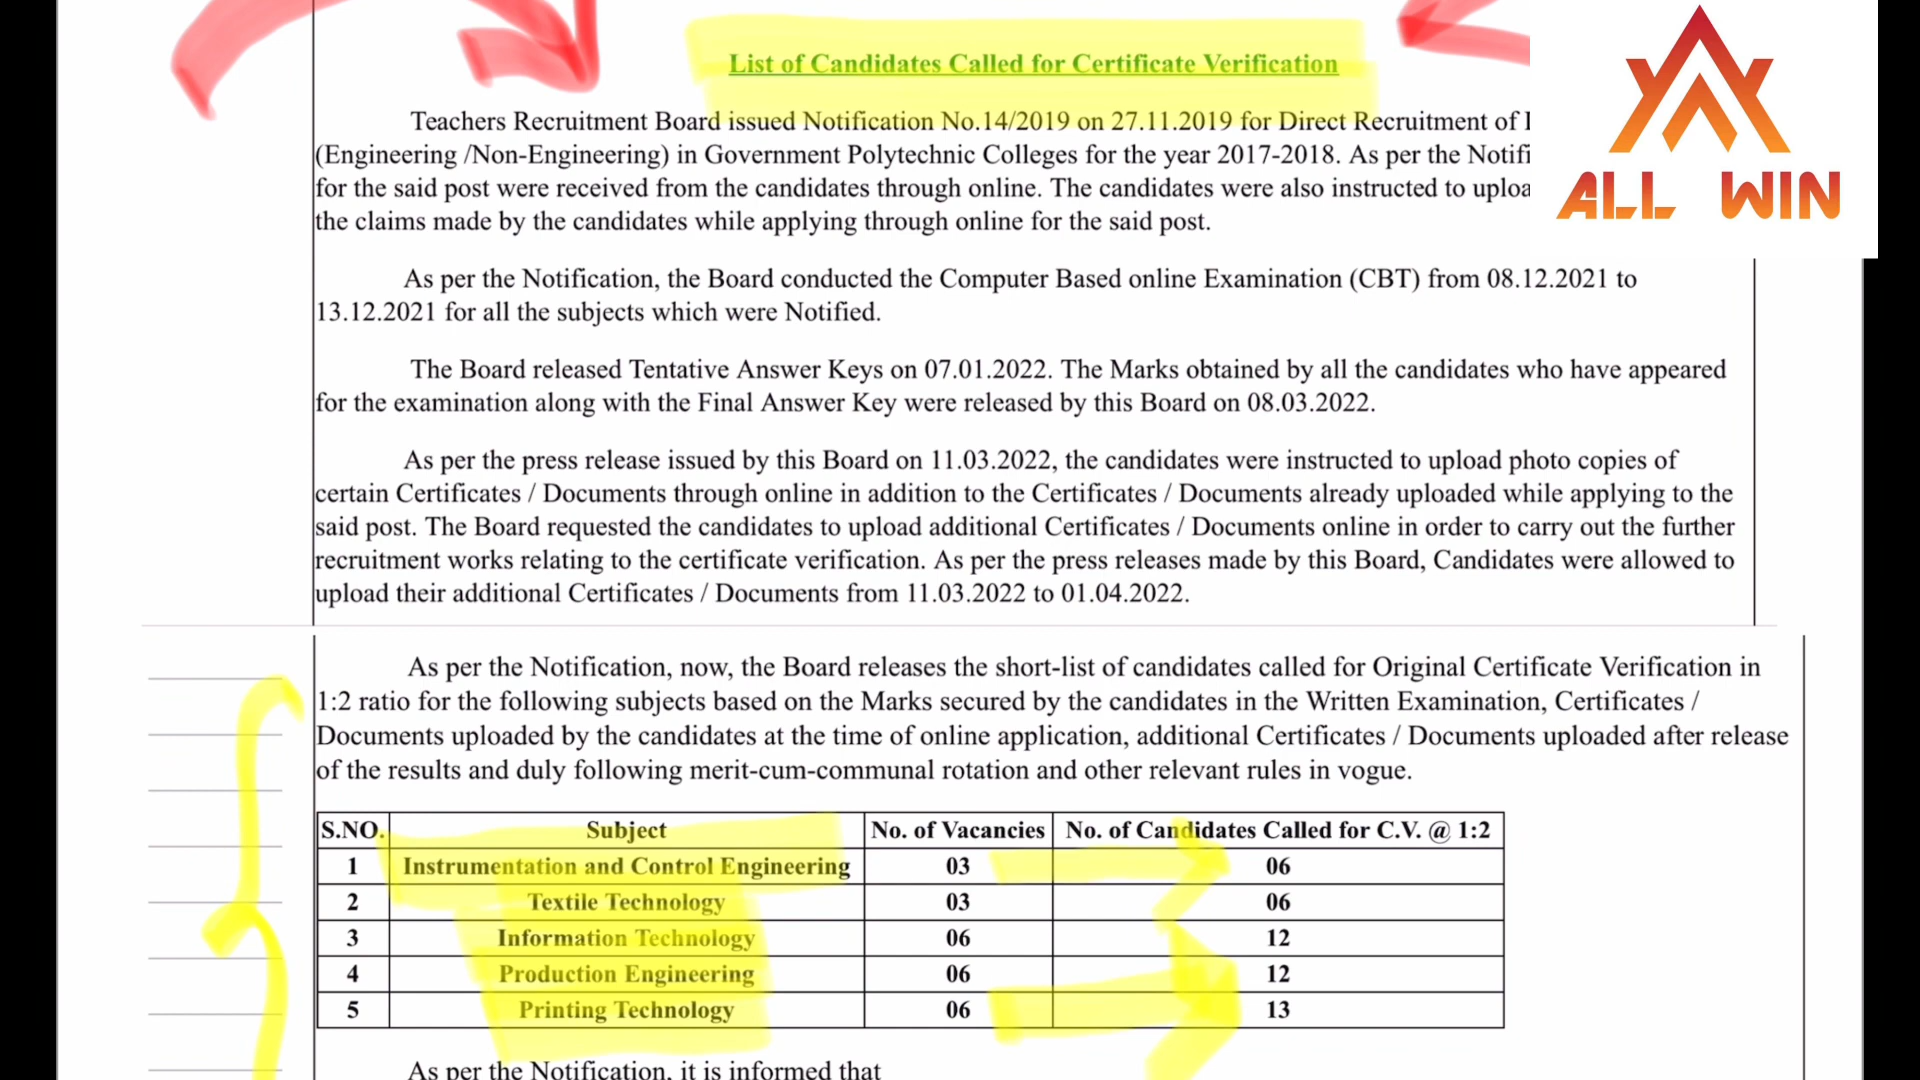 List of Candidates Called for Certificate Verification
Teachers Recruitment Board issued Notification No.14/2019 on 27.11.2019 for Direct Recruitment of
(Engineering /Non-Engineering) in Government Polytechnic Colleges for the year 2017-2018. As per the Notifi
for the said post were received from the candidates through online. The candidates were also instructed to uploa
the claims made by the candidates while applying through online for the said post.
ALL WIN
As per the Notification, the Board conducted the Computer Based online Examination (CBT) from 08.12.2021 to
13.12.2021 for all the subjects which were Notified.
The Board released Tentative Answer Keys on 07.01.2022. The Marks obtained by all the candidates who have appeared
for the examination along with the Final Answer Key were released by this Board on 08.03.2022.
As per the press release issued by this Board on 11.03.2022, the candidates were instructed to upload photo copies of
certain Certificates / Documents through online in addition to the Certificates / Documents already uploaded while applying to the
said post. The Board requested the candidates to upload additional Certificates / Documents online in order to carry out the further
recruitment works relating to the certificate verification. As per the press releases made by this Board, Candidates were allowed to
upload their additional Certificates / Documents from 11.03.2022 to 01.04.2022.
As per the Notification, now, the Board releases the short-list of candidates called for Original Certificate Verification in
1:2 ratio for the following subjects based on the Marks secured by the candidates in the Written Examination, Certificates /
Documents uploaded by the candidates at the time of online application, additional Certificates / Documents uploaded after release
of the results and duly following merit-cum-communal rotation and other relevant rules in vogue.
S.NO. Subject No. of Vacancies No. of Candidates Called for C.V. @ 1:2
1 Instrumentation and Control Engineering 03 06
2 Textile Technology 03 06
3 Information Technology 06 12
4 Production Engineering 06 12
5 Printing Technology 06 13
As per the Notification, it is informed that